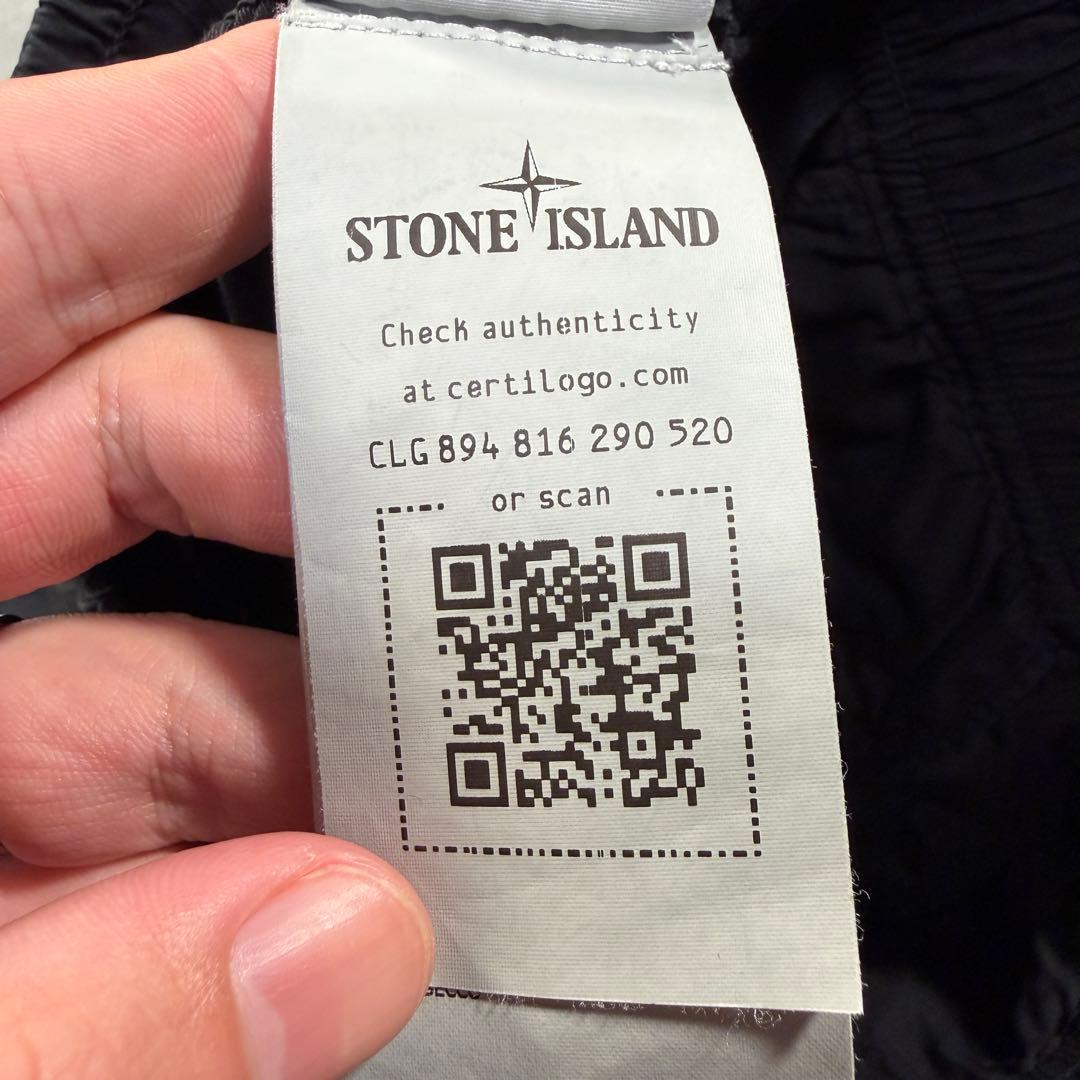 STONE ISLAND
Check authenticity
at certilogo.com
CLG 894 816 290 520
or scan